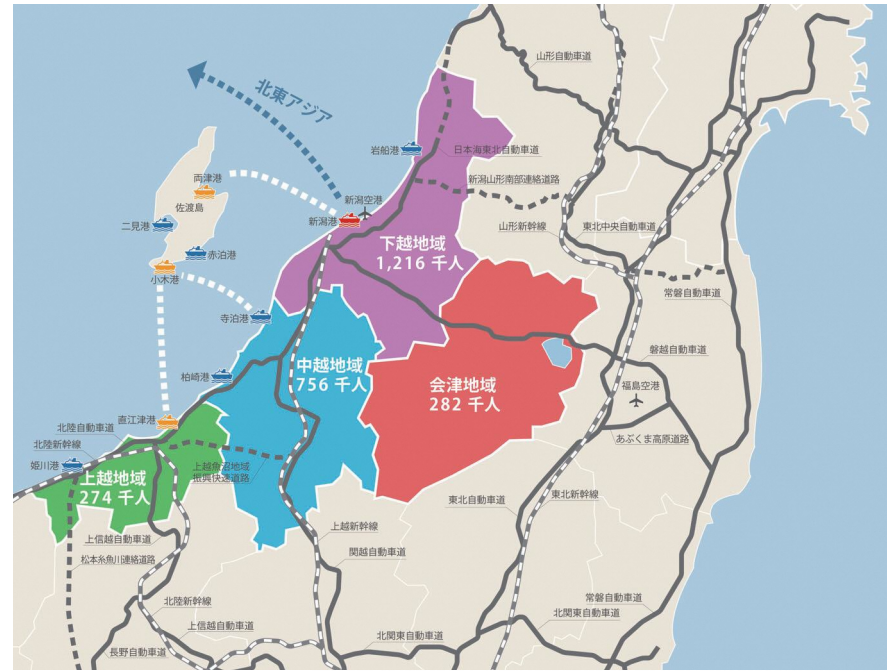 山形自動車道
北東アジア
岩船港
日本海東北自動車道
両津港
新潟空港
新潟山形南部連絡道路
佐渡島
新潟港
二見港
山形新幹線
東北中央自動車道
下越地域
1,216 千人
赤泊港
小木港
常磐自動車道
寺泊港
磐越自動車道
中越地域
756 千人
柏崎港
会津地域
282 千人
福島空港
直江津港
北陸自動車道
あぶくま高原道路
北陸新幹線
姫川港
上越地域
274 千人
上越魚沼地域
振興快速道路
東北自動車道
東北新幹線
上越新幹線
上信越自動車道
関越自動車道
松本糸魚川連絡道路
常磐自動車道
北陸新幹線
北関東自動車道
上信越自動車道
北関東自動車道
長野自動車道